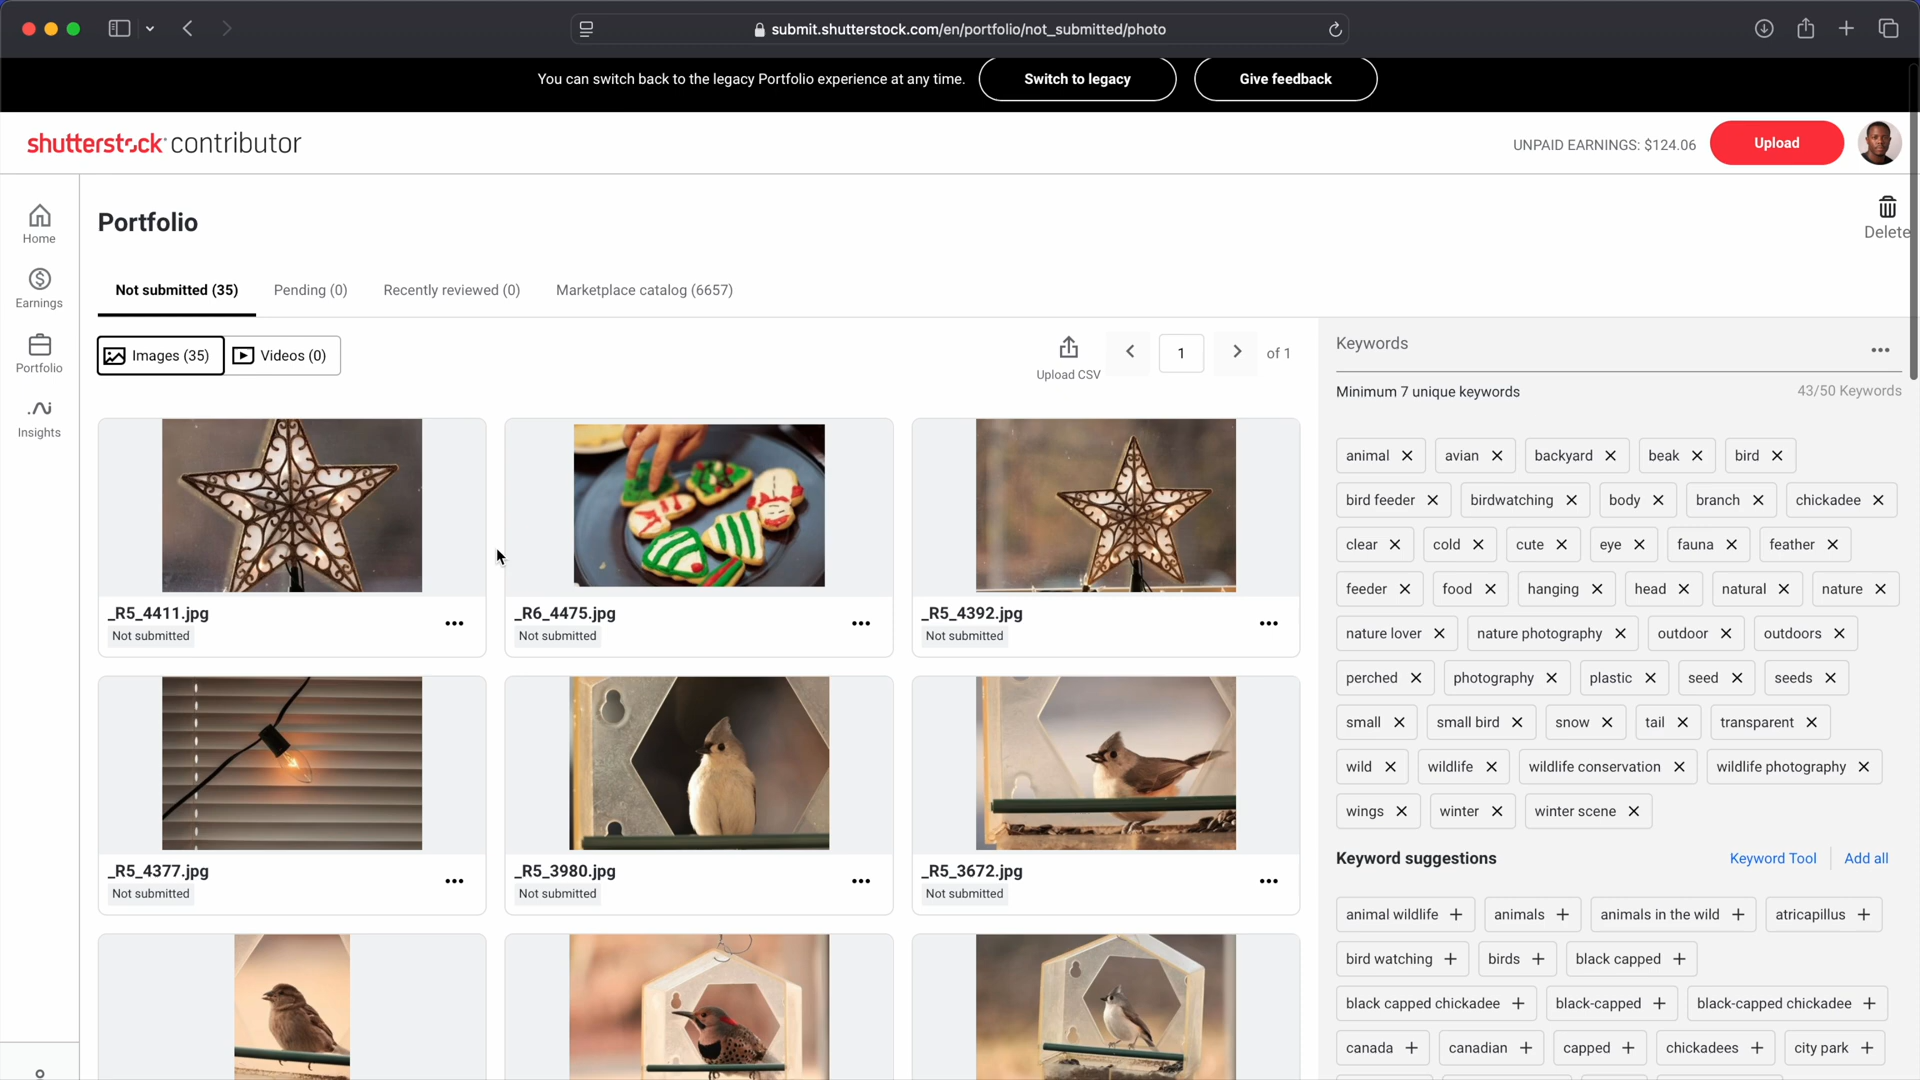 submit.shutterstock.com/en/portfolio/not_submitted/photo
You can switch back to the legacy Portfolio experience at any time. Switch to legacy Give feedback
shutterstock contributor
UNPAID EARNINGS: $124.06 Upload
Home
Earnings
Portfolio
Insights
Portfolio
Delete
Not submitted (35) Pending (0) Recently reviewed (0) Marketplace catalog (6657)
Images (35) Videos (0)
Upload CSV
1 of 1
_R5_4411.jpg
Not submitted
_R6_4475.jpg
Not submitted
_R5_4392.jpg
Not submitted
_R5_4377.jpg
Not submitted
_R5_3980.jpg
Not submitted
_R5_3672.jpg
Not submitted
Keywords
Minimum 7 unique keywords 43/50 Keywords
animal avian backyard beak bird
bird feeder birdwatching body branch chickadee
clear cold cute eye fauna feather
feeder food hanging head natural nature
nature lover nature photography outdoor outdoors
perched photography plastic seed seeds
small small bird snow tail transparent
wild wildlife wildlife conservation wildlife photography
wings winter winter scene
Keyword suggestions Keyword Tool Add all
animal wildlife + animals + animals in the wild + atricapillus +
bird watching + birds + black capped +
black capped chickadee + black-capped + black-capped chickadee +
canada + canadian + capped + chickadees + city park +